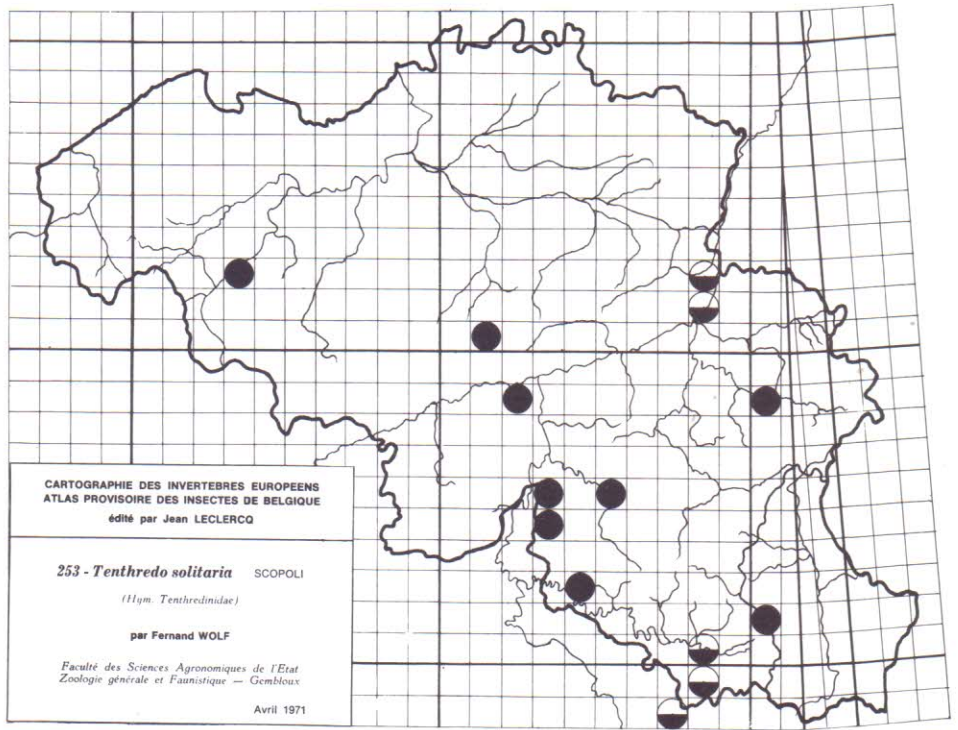 CARTOGRAPHIE DES INVERTEBRES EUROPEENS
ATLAS PROVISOIRE DES INSECTES DE BELGIQUE
édité par Jean LECLERCQ
253 - Tenthredo solitaria SCOPOLI
(Hym. Tenthredinidae)
par Fernand WOLF
Faculté des Sciences Agronomiques de l'Etat
Zoologie générale et Faunistique — Gembloux
Avril 1971